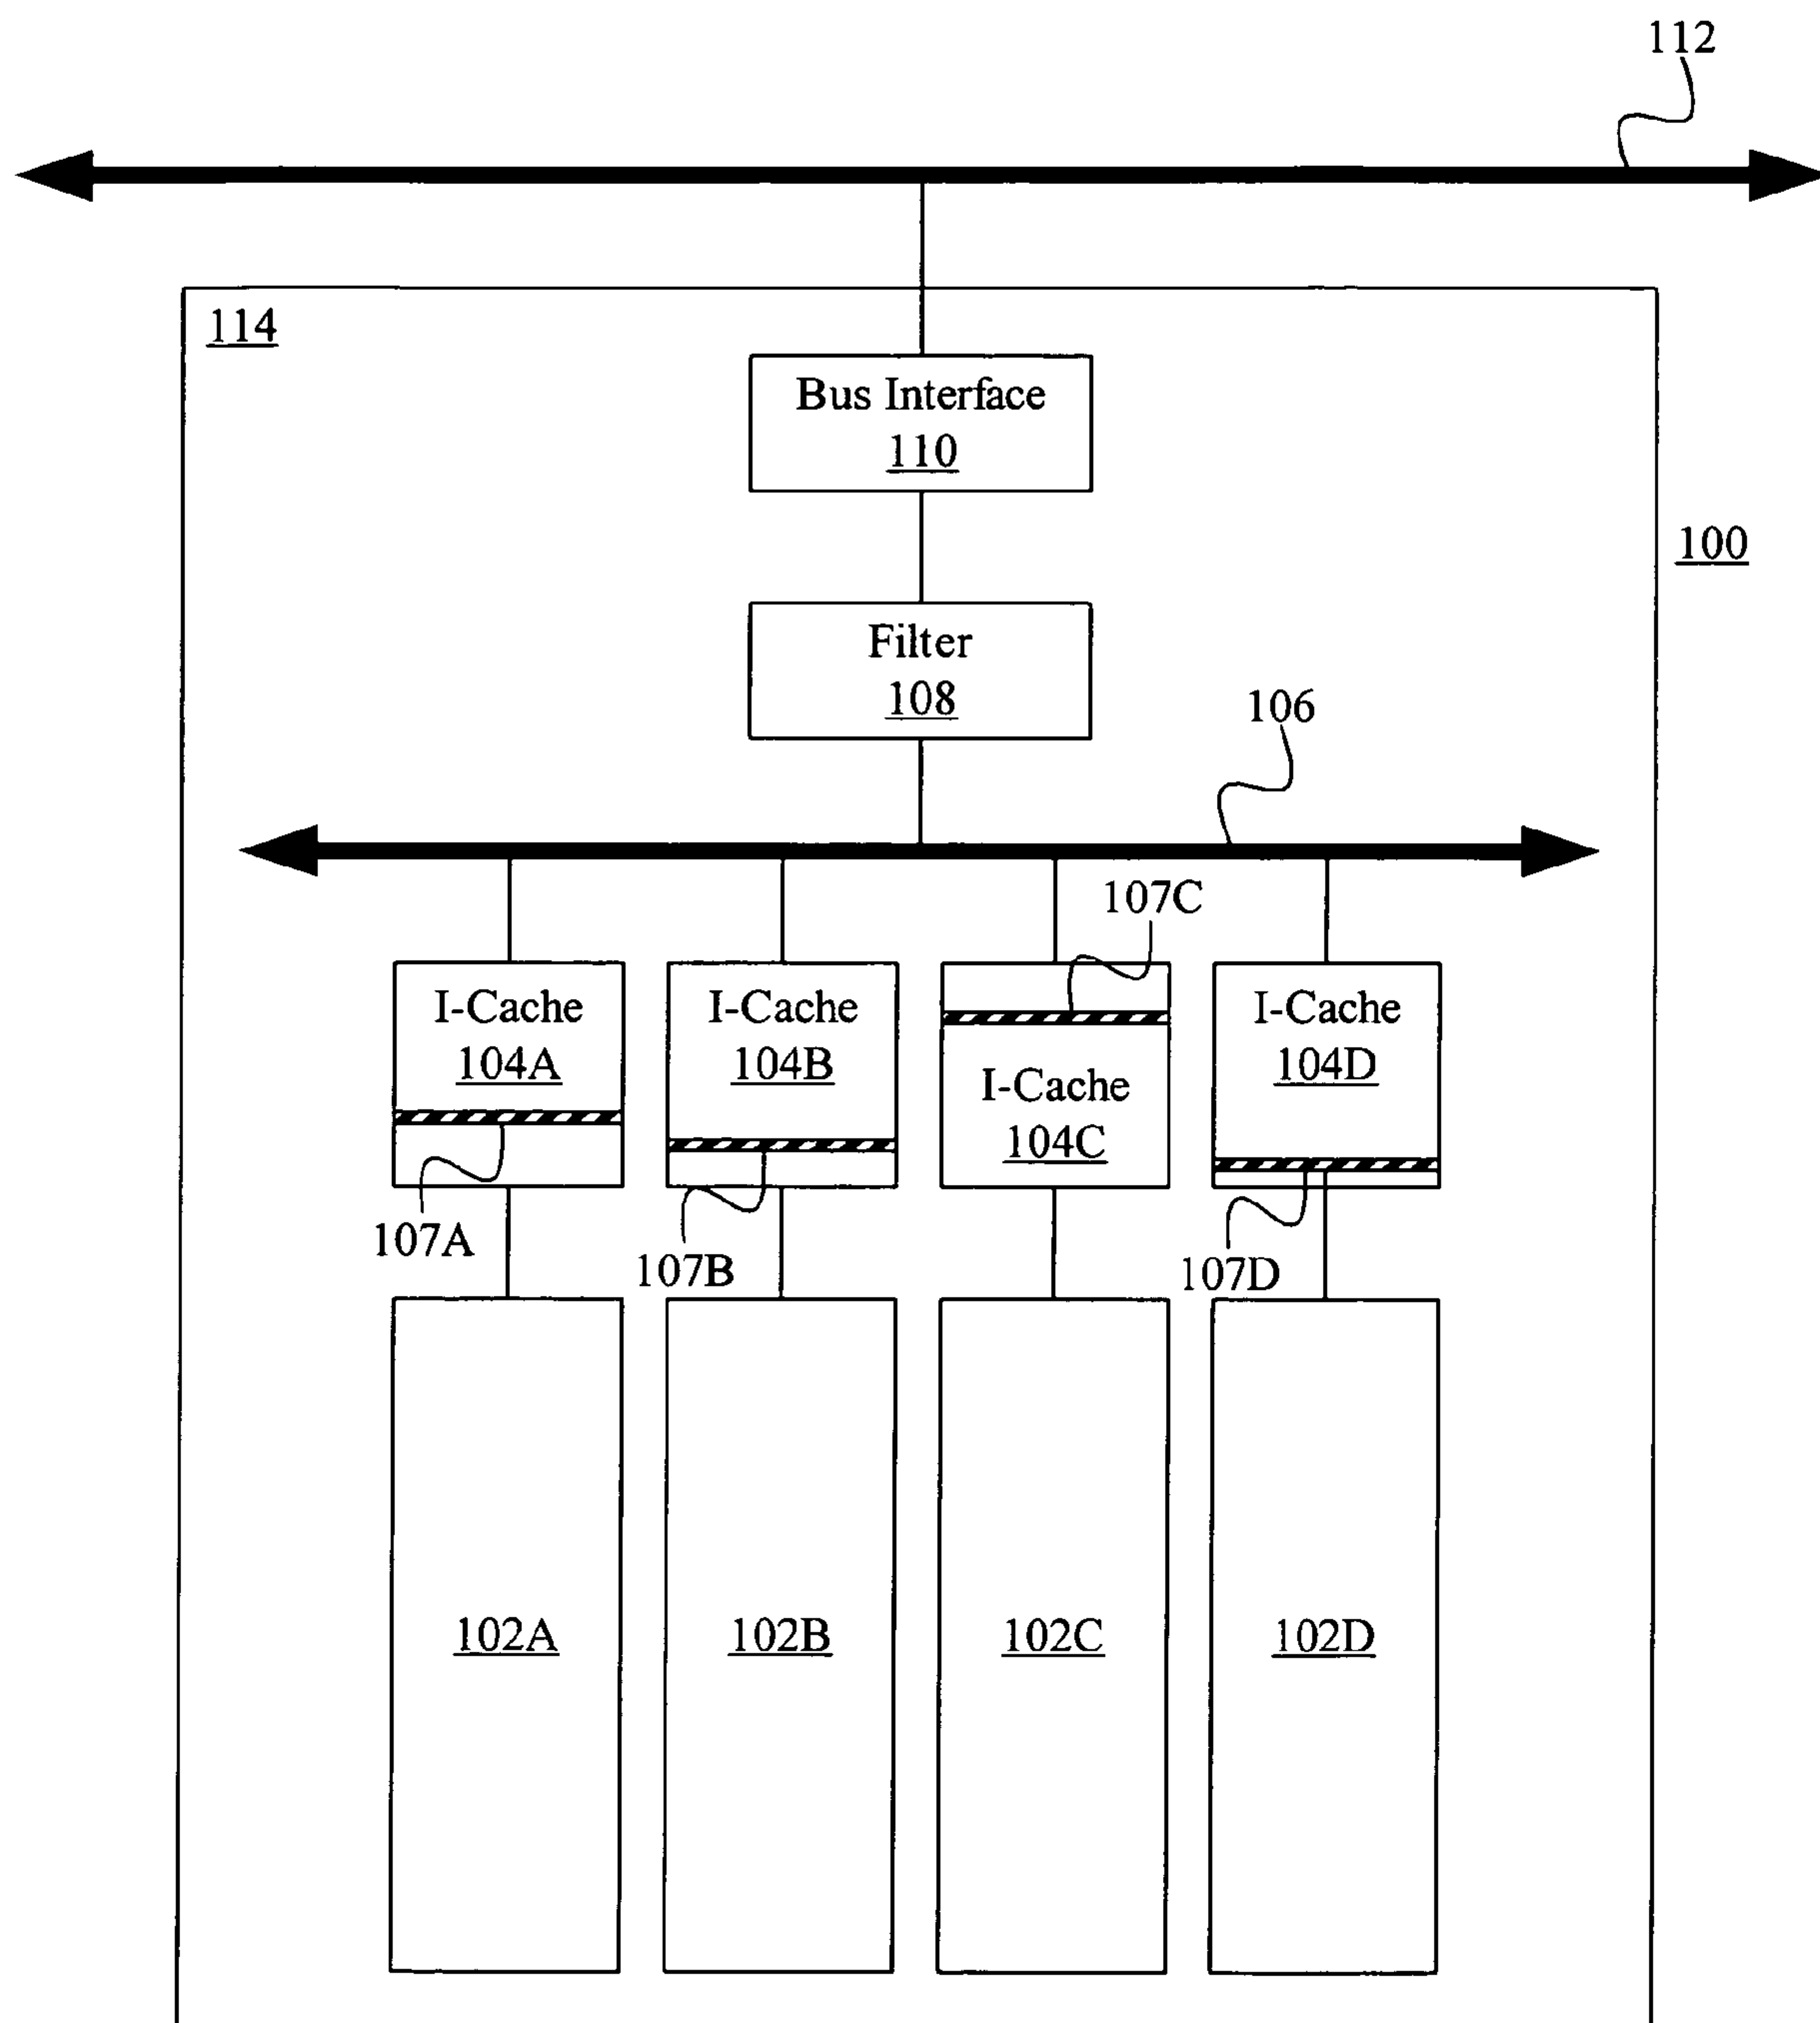 112
114
Bus Interface
110
100
Filter
108
106
107C
I-Cache
104A
I-Cache
104B
I-Cache
104C
I-Cache
104D
107A
107B
107D
102A
102B
102C
102D